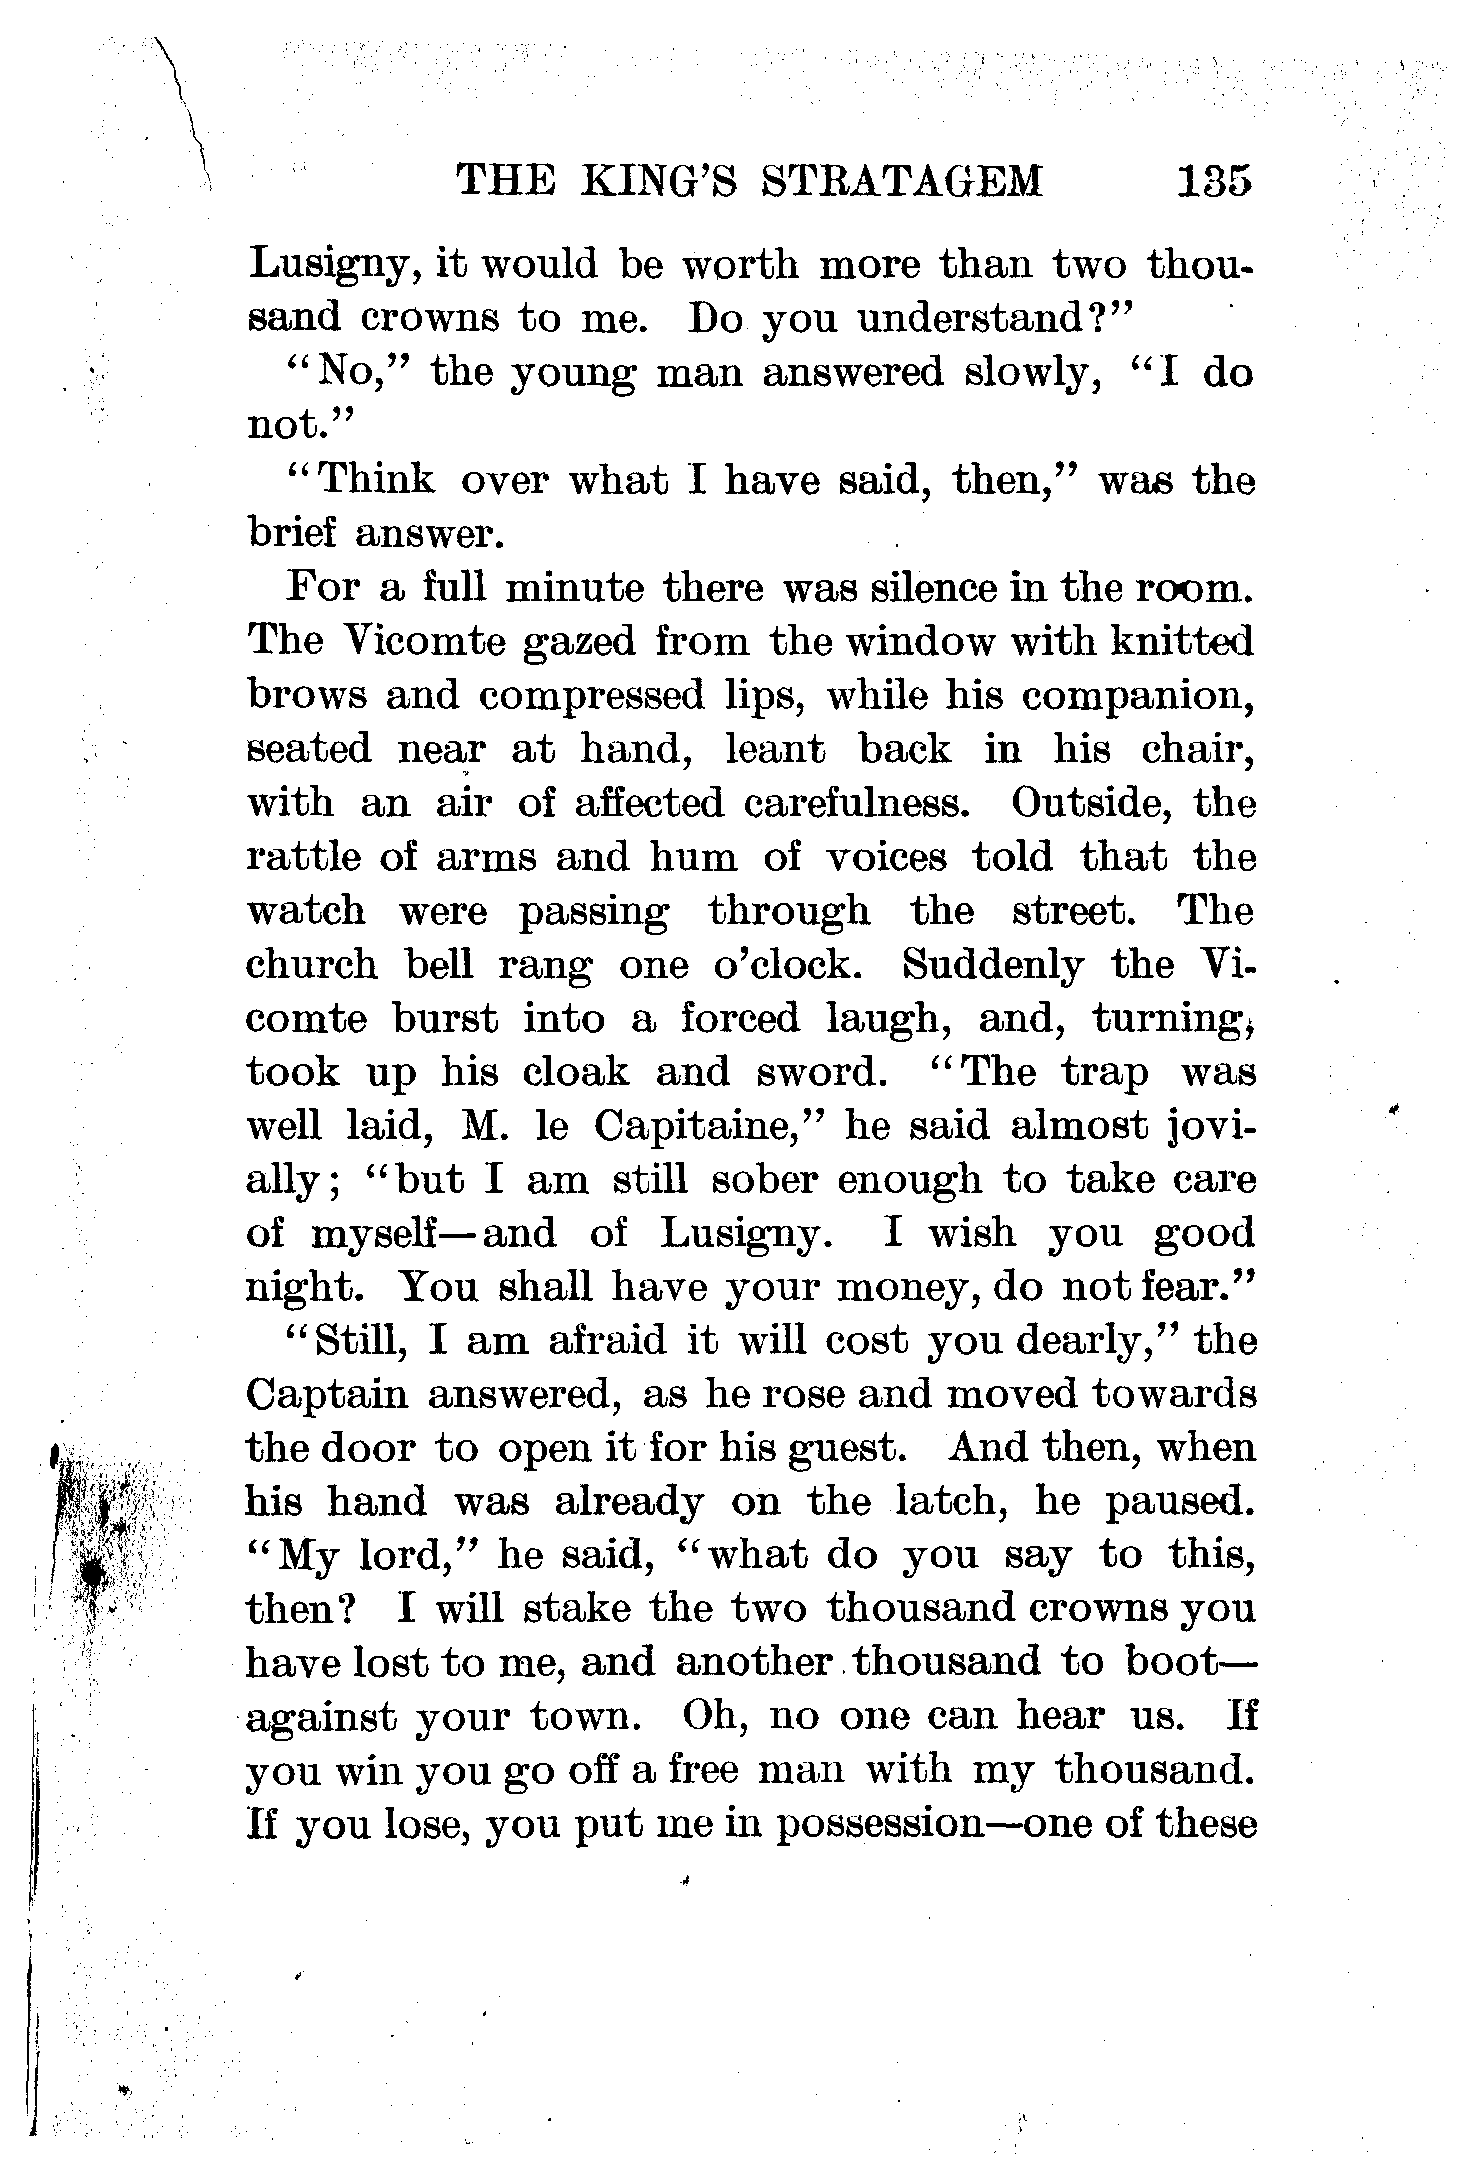 THE KING'S STRATAGEM 135
Lusigny, it would be worth more than two thou-
sand crowns to me. Do you understand?”
“No,” the young man answered slowly, “I do
not.”
“Think over what I have said, then,” was the
brief answer.
For a full minute there was silence in the room.
The Vicomte gazed from the window with knitted
brows and compressed lips, while his companion,
seated near at hand, leant back in his chair,
with an air of affected carefulness. Outside, the
rattle of arms and hum of voices told that the
watch were passing through the street. The
church bell rang one o'clock. Suddenly the Vi-
comte burst into a forced laugh, and, turning,
took up his cloak and sword. “The trap was
well laid, M. le Capitaine,” he said almost jovi-
ally; “but I am still sober enough to take care
of myself—and of Lusigny. I wish you good
night. You shall have your money, do not fear.”
“Still, I am afraid it will cost you dearly,” the
Captain answered, as he rose and moved towards
the door to open it for his guest. And then, when
his hand was already on the latch, he paused.
“My lord,” he said, “what do you say to this,
then? I will stake the two thousand crowns you
have lost to me, and another thousand to boot—
against your town. Oh, no one can hear us. If
you win you go off a free man with my thousand.
If you lose, you put me in possession—one of these